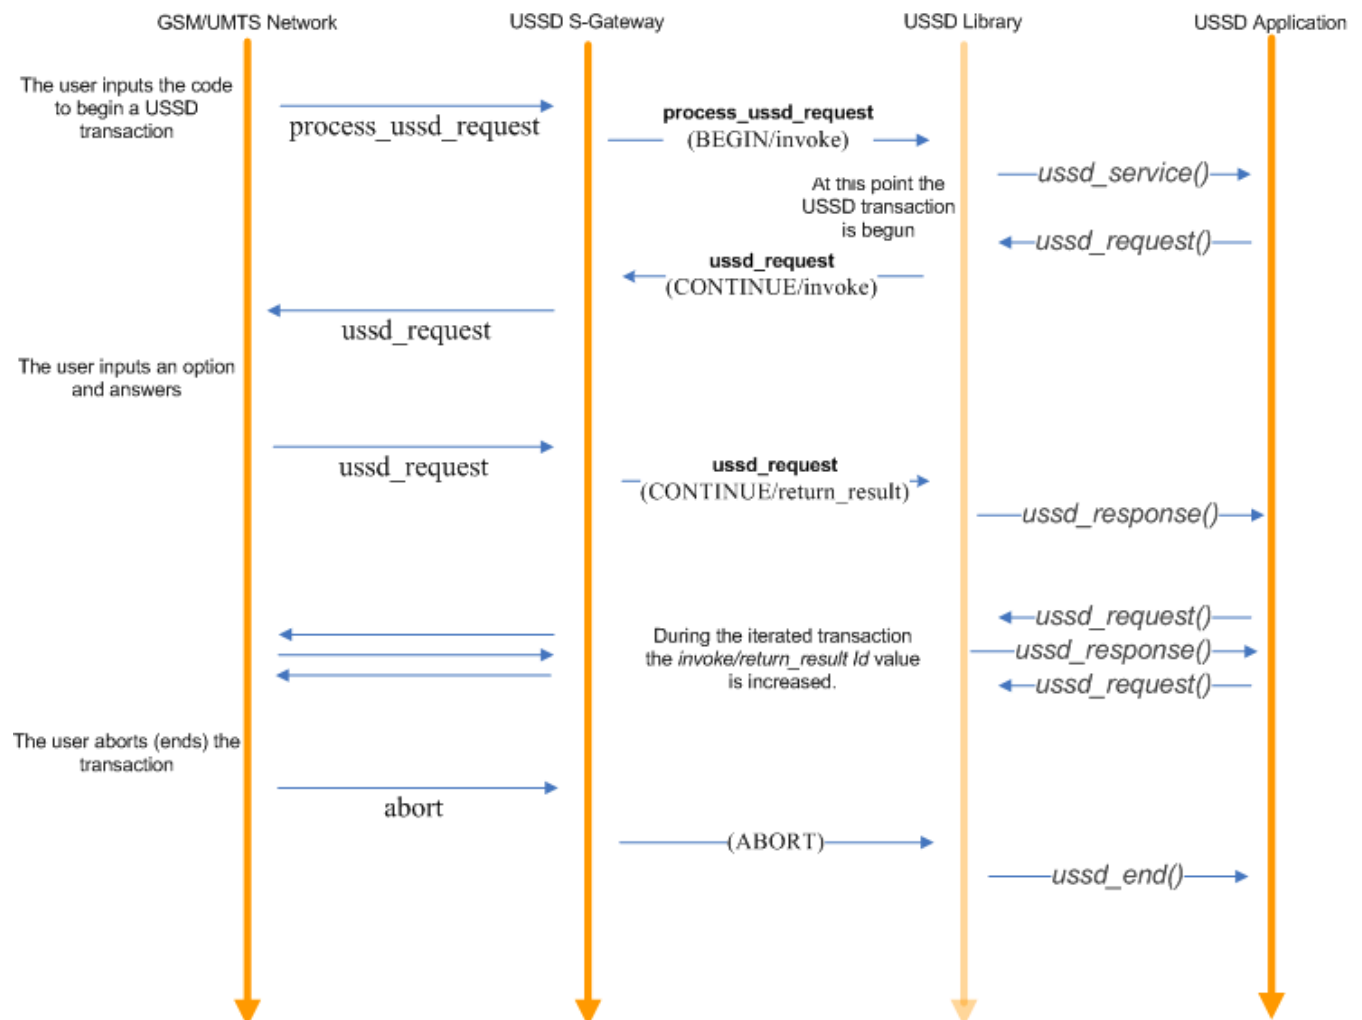 GSM/UMTS Network
USSD S-Gateway
USSD Library
USSD Application
The user inputs the code
to begin a USSD
transaction
process_ussd_request
process_ussd_request
(BEGIN/invoke)
ussd_service()
At this point the
USSD transaction
is begun
ussd_request()
ussd_request
(CONTINUE/invoke)
ussd_request
The user inputs an option
and answers
ussd_request
ussd_request
(CONTINUE/return_result)
ussd_response()
ussd_request()
During the iterated transaction
the invoke/return_result Id value
is increased.
ussd_response()
ussd_request()
The user aborts (ends) the
transaction
abort
(ABORT)
ussd_end()